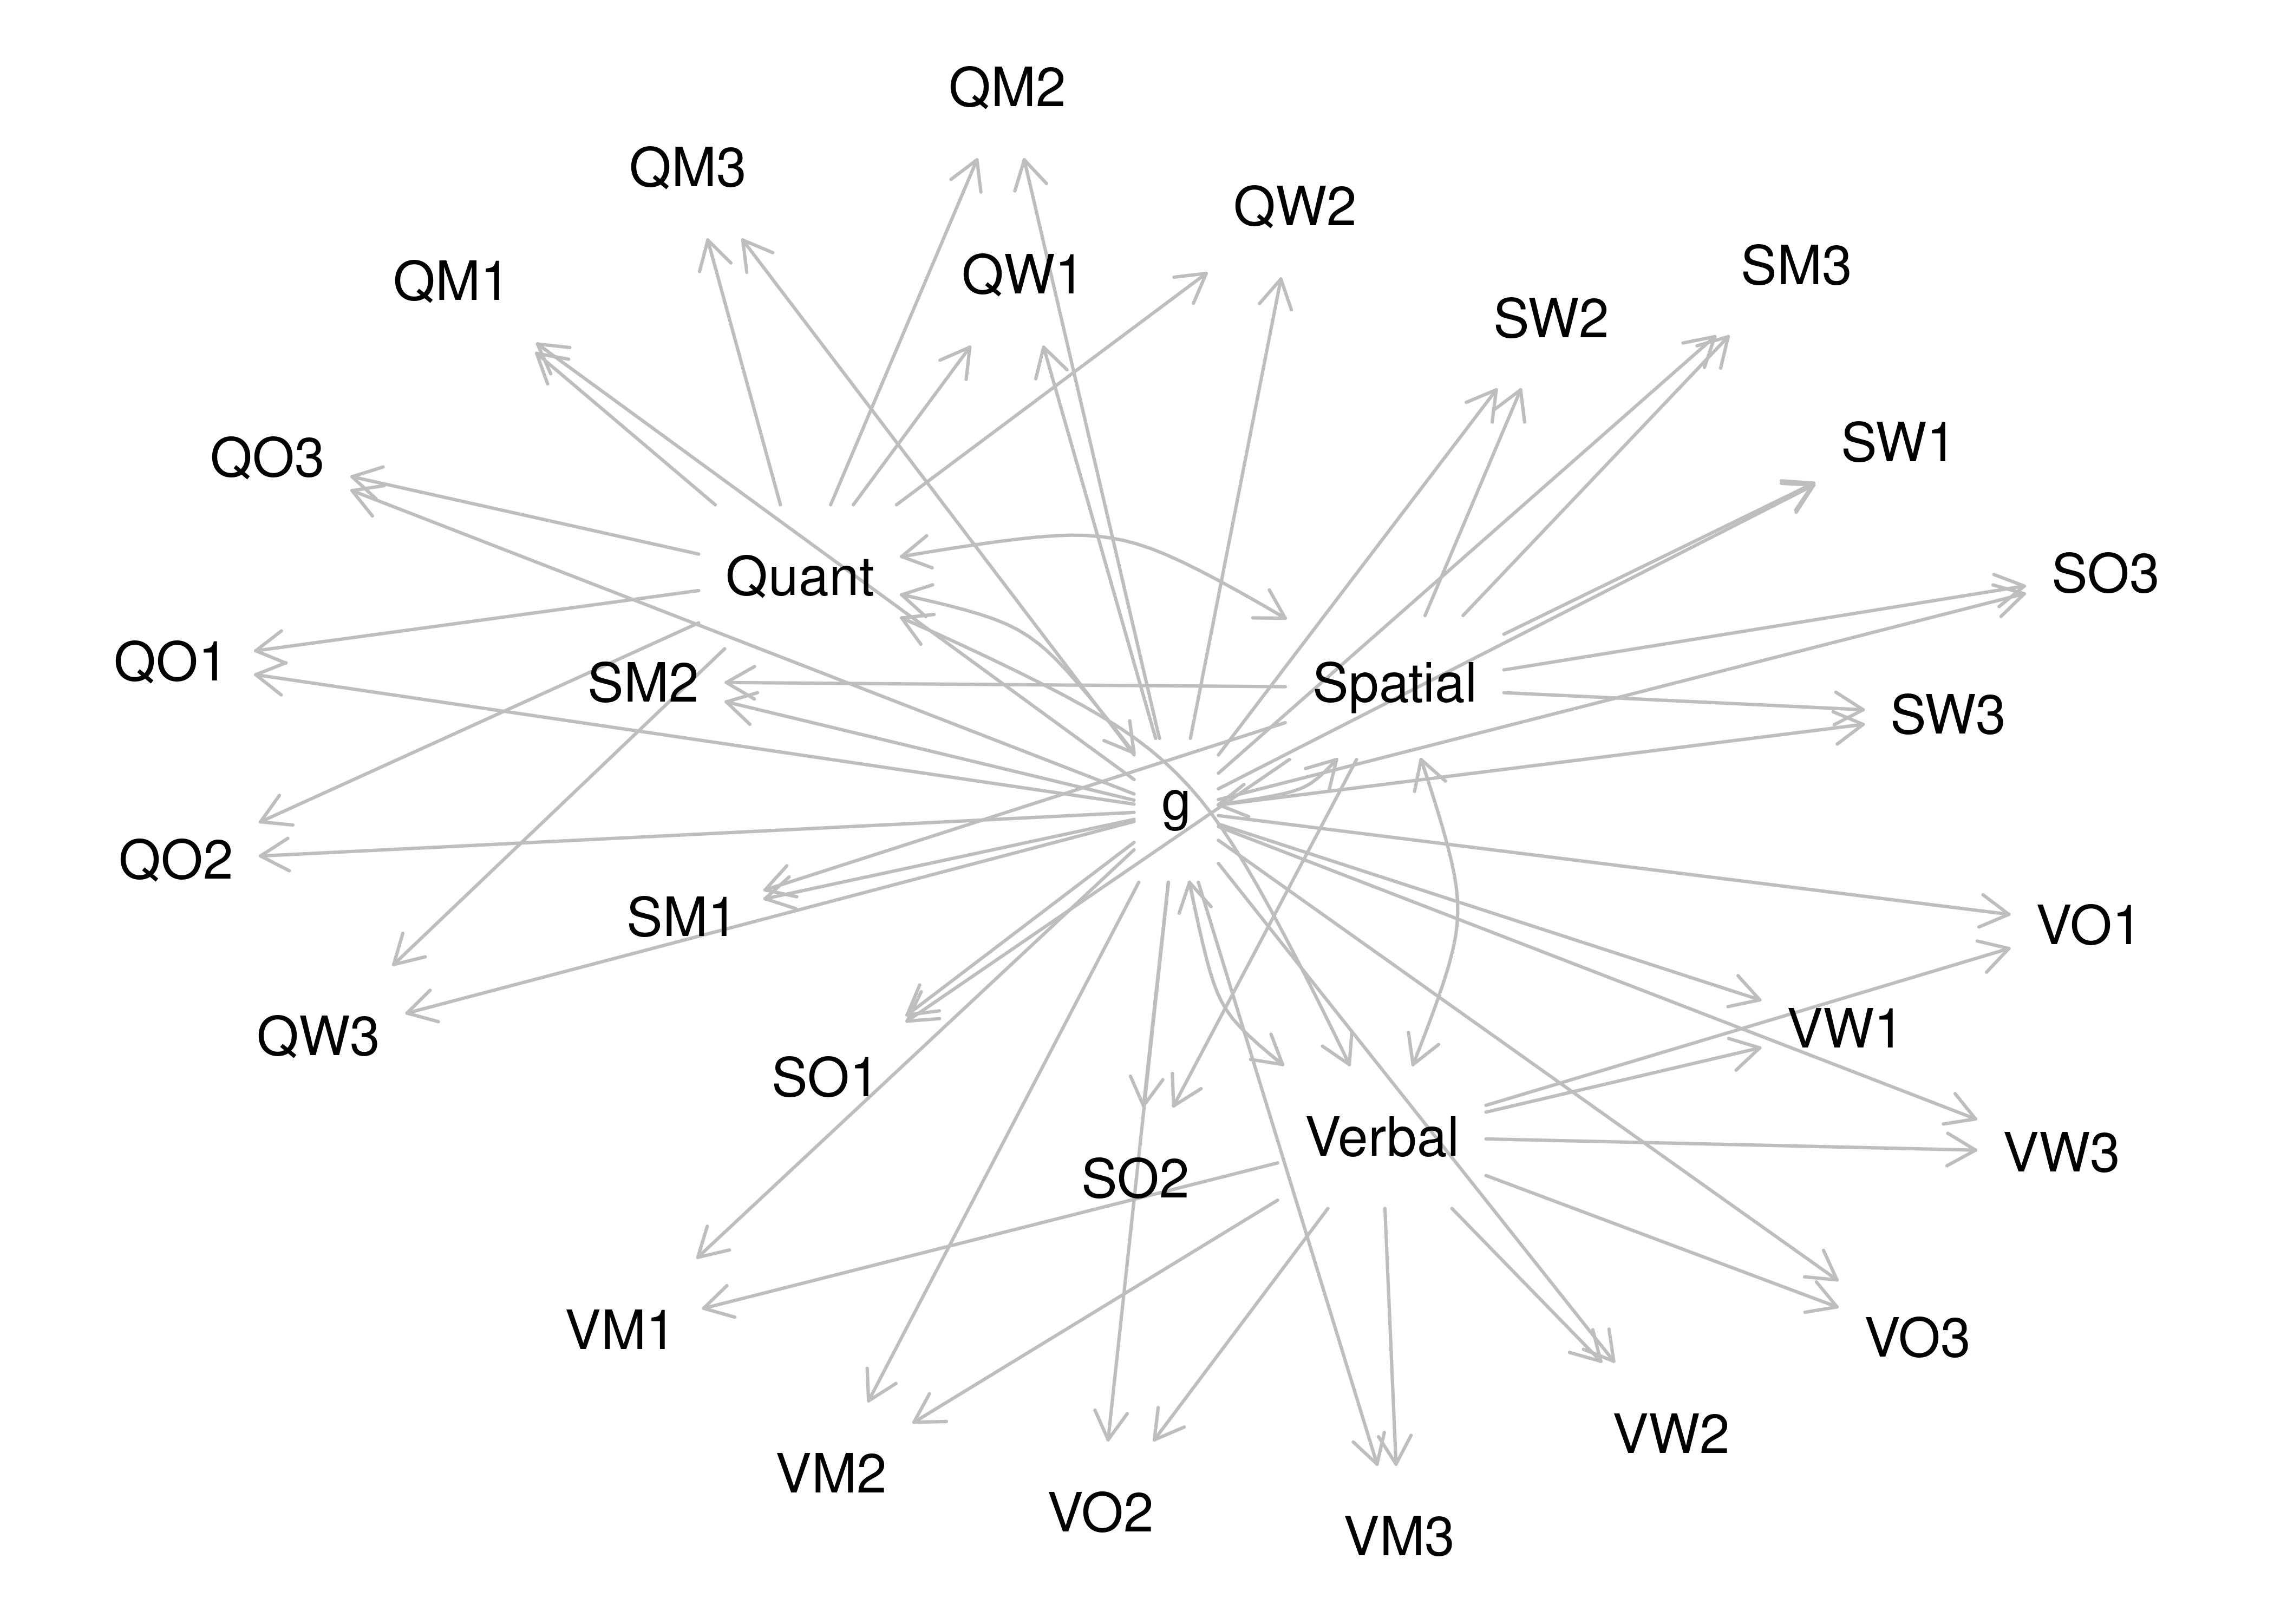 QM2
QM3
QW2
QW1
QM1
SM3
SW2
SW1
QO3
SO3
Quant
QO1
SM2
Spatial
SW3
g
QO2
SM1
VO1
VW1
QW3
SO1
Verbal
VW3
SO2
VM1
VO3
VW2
VM2
VO2
VM3